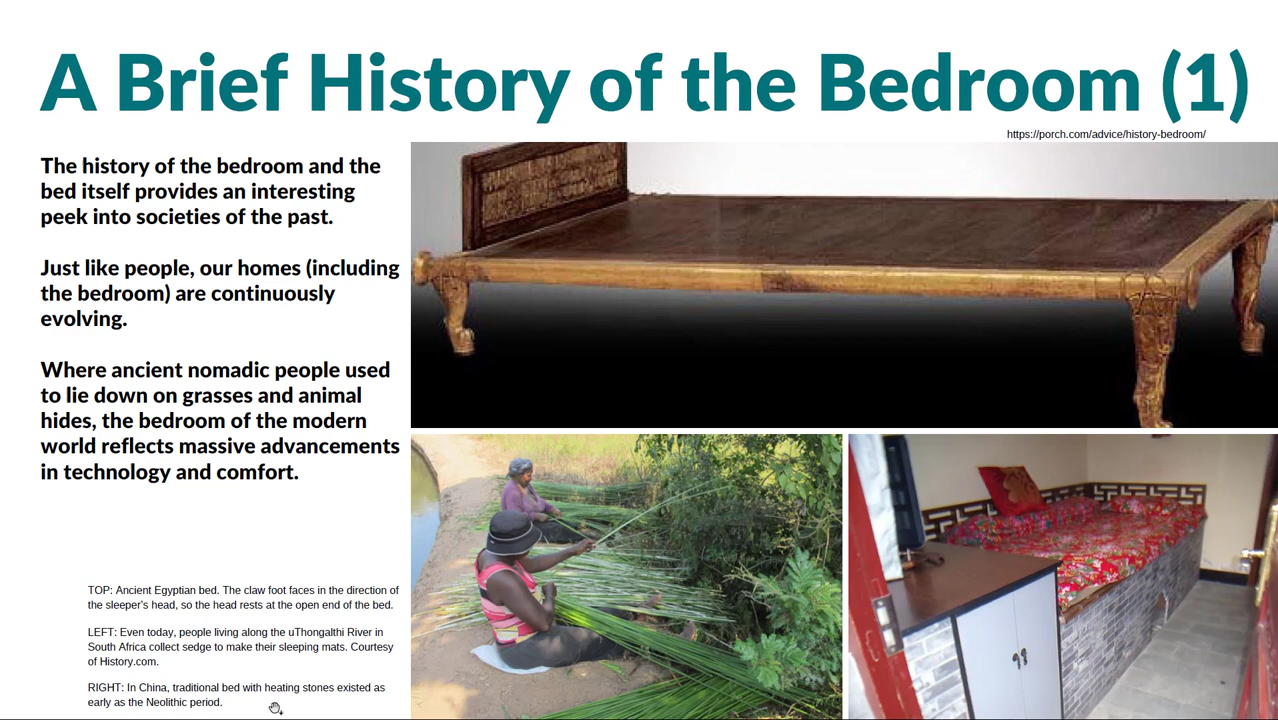 A Brief History of the Bedroom (1)
https://porch.com/advice/history-bedroom/
The history of the bedroom and the
bed itself provides an interesting
peek into societies of the past.
Just like people, our homes (including
the bedroom) are continuously
evolving.
Where ancient nomadic people used
to lie down on grasses and animal
hides, the bedroom of the modern
world reflects massive advancements
in technology and comfort.
TOP: Ancient Egyptian bed. The claw foot faces in the direction of
the sleeper's head, so the head rests at the open end of the bed.
LEFT: Even today, people living along the uThongalthi River in
South Africa collect sedge to make their sleeping mats. Courtesy
of History.com.
RIGHT: In China, traditional bed with heating stones existed as
early as the Neolithic period.